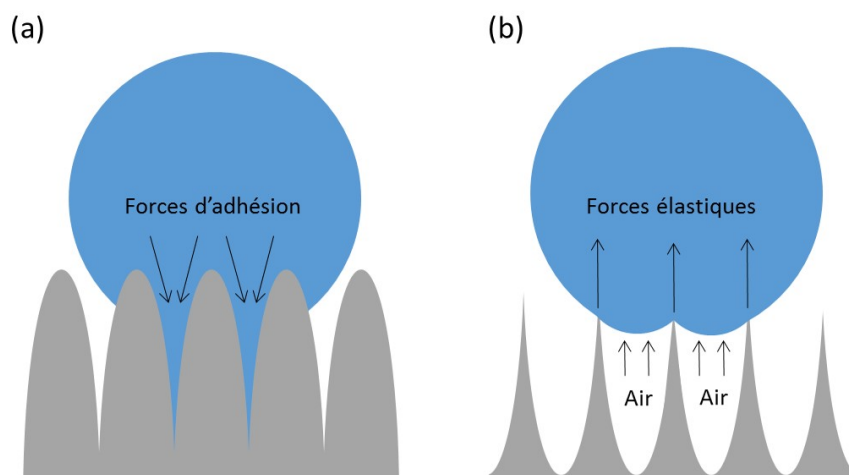 (a)
(b)
Forces d'adhésion
Forces élastiques
Air
Air